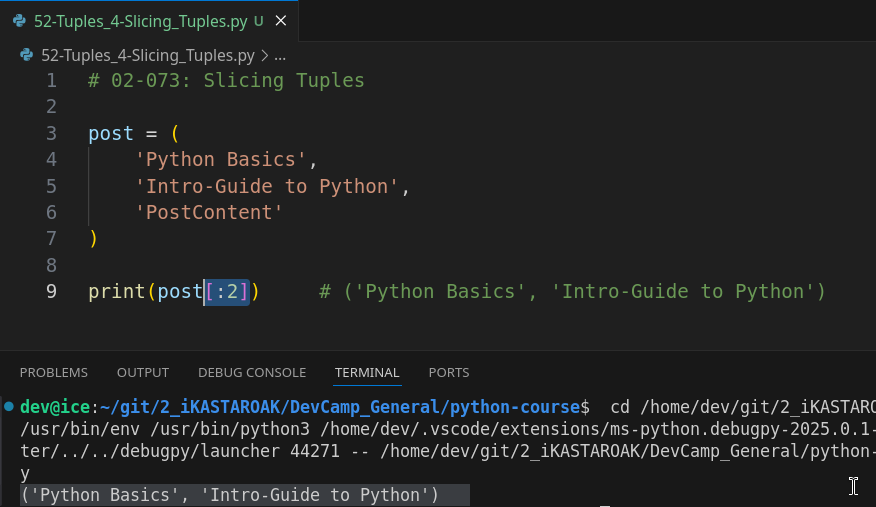 52-Tuples_4-Slicing_Tuples.py U ×
52-Tuples_4-Slicing_Tuples.py > ...
1 # 02-073: Slicing Tuples
2
3 post = (
4     'Python Basics',
5     'Intro-Guide to Python',
6     'PostContent'
7 )
8
9 print(post[:2])     # ('Python Basics', 'Intro-Guide to Python')
PROBLEMS OUTPUT DEBUG CONSOLE TERMINAL PORTS
dev@ice:~/git/2_iKASTAROAK/DevCamp_General/python-course$  cd /home/dev/git/2_iKASTARO
/usr/bin/env /usr/bin/python3 /home/dev/.vscode/extensions/ms-python.debugpy-2025.0.1-
ter/../../debugpy/launcher 44271 -- /home/dev/git/2_iKASTAROAK/DevCamp_General/python-
y
('Python Basics', 'Intro-Guide to Python')